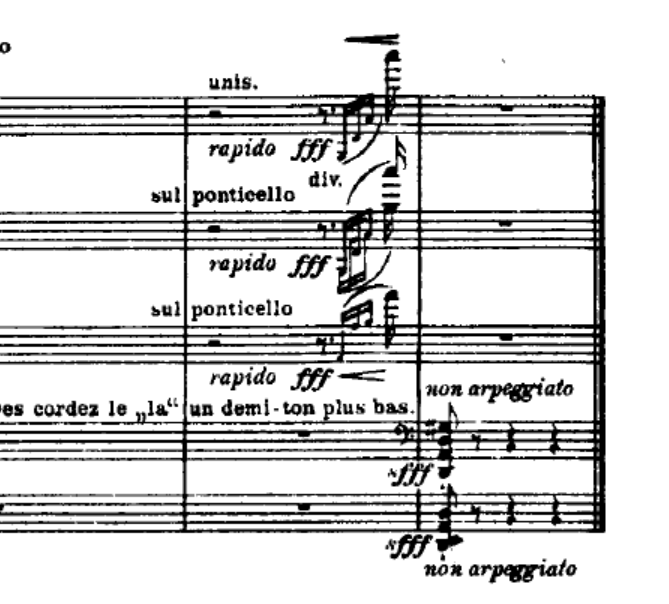 o
unis.
rapido fff
div.
sul ponticello
rapido fff
sul ponticello
rapido fff
es cordez le „la“ un demi-ton plus bas.
non arpeggiato
sfff
sfff
non arpeggiato